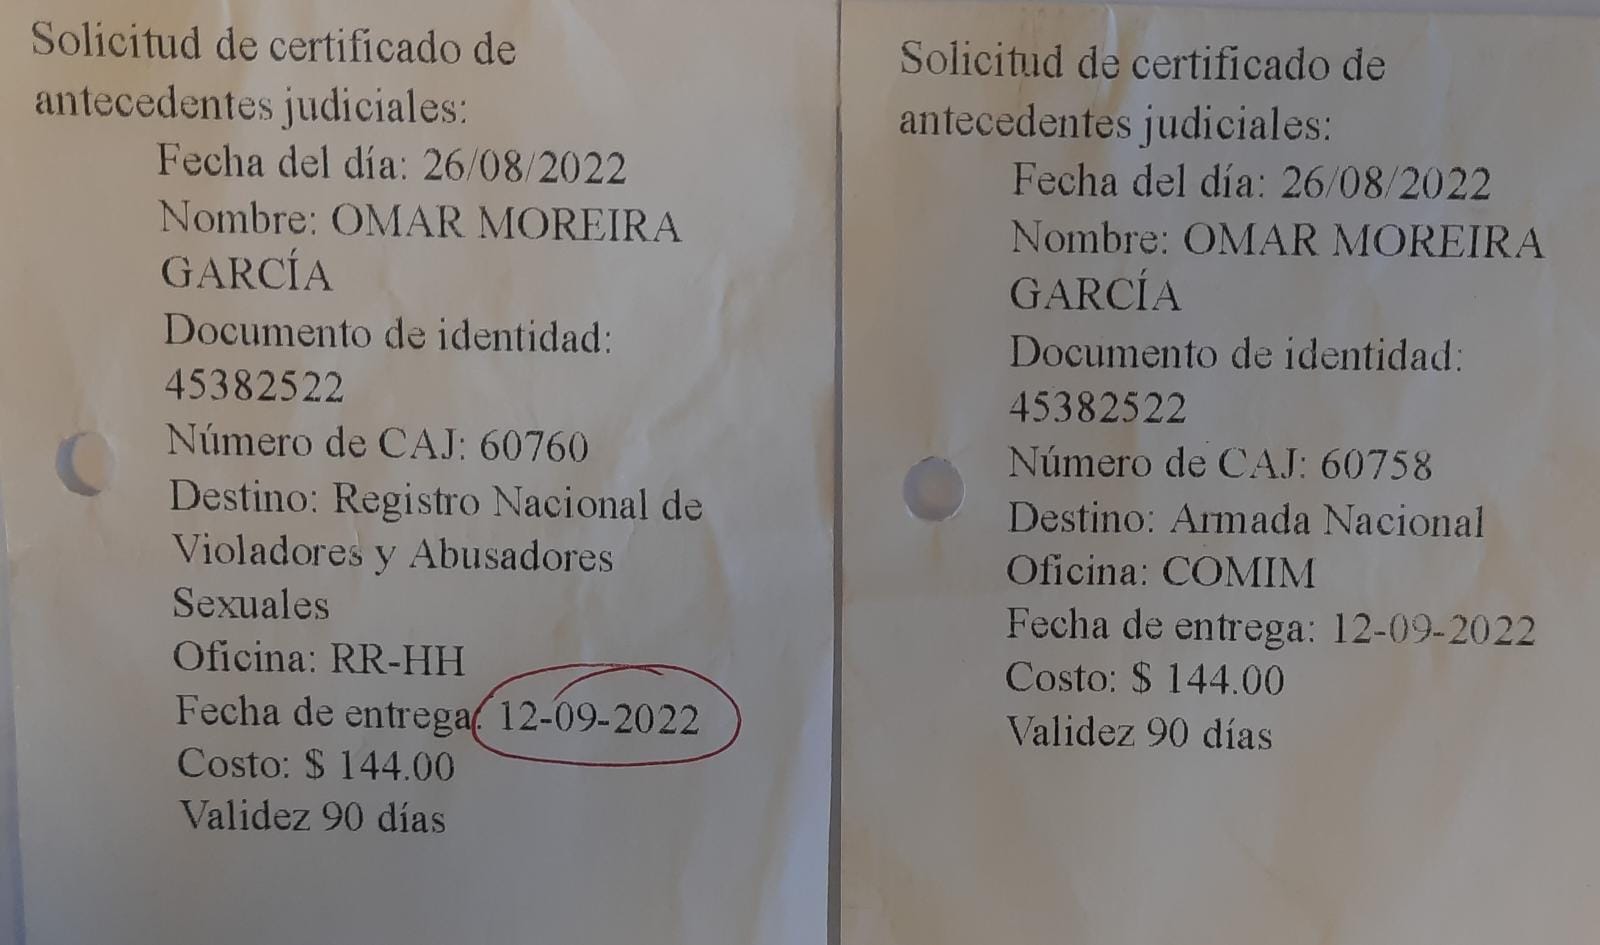 Solicitud de certificado de
antecedentes judiciales:
Fecha del día: 26/08/2022
Nombre: OMAR MOREIRA
GARCÍA
Documento de identidad:
45382522
Número de CAJ: 60760
Destino: Registro Nacional de
Violadores y Abusadores
Sexuales
Oficina: RR-HH
Fecha de entrega: 12-09-2022
Costo: $ 144.00
Validez 90 días
Solicitud de certificado de
antecedentes judiciales:
Fecha del día: 26/08/2022
Nombre: OMAR MOREIRA
GARCÍA
Documento de identidad:
45382522
Número de CAJ: 60758
Destino: Armada Nacional
Oficina: COMIM
Fecha de entrega: 12-09-2022
Costo: $ 144.00
Validez 90 días